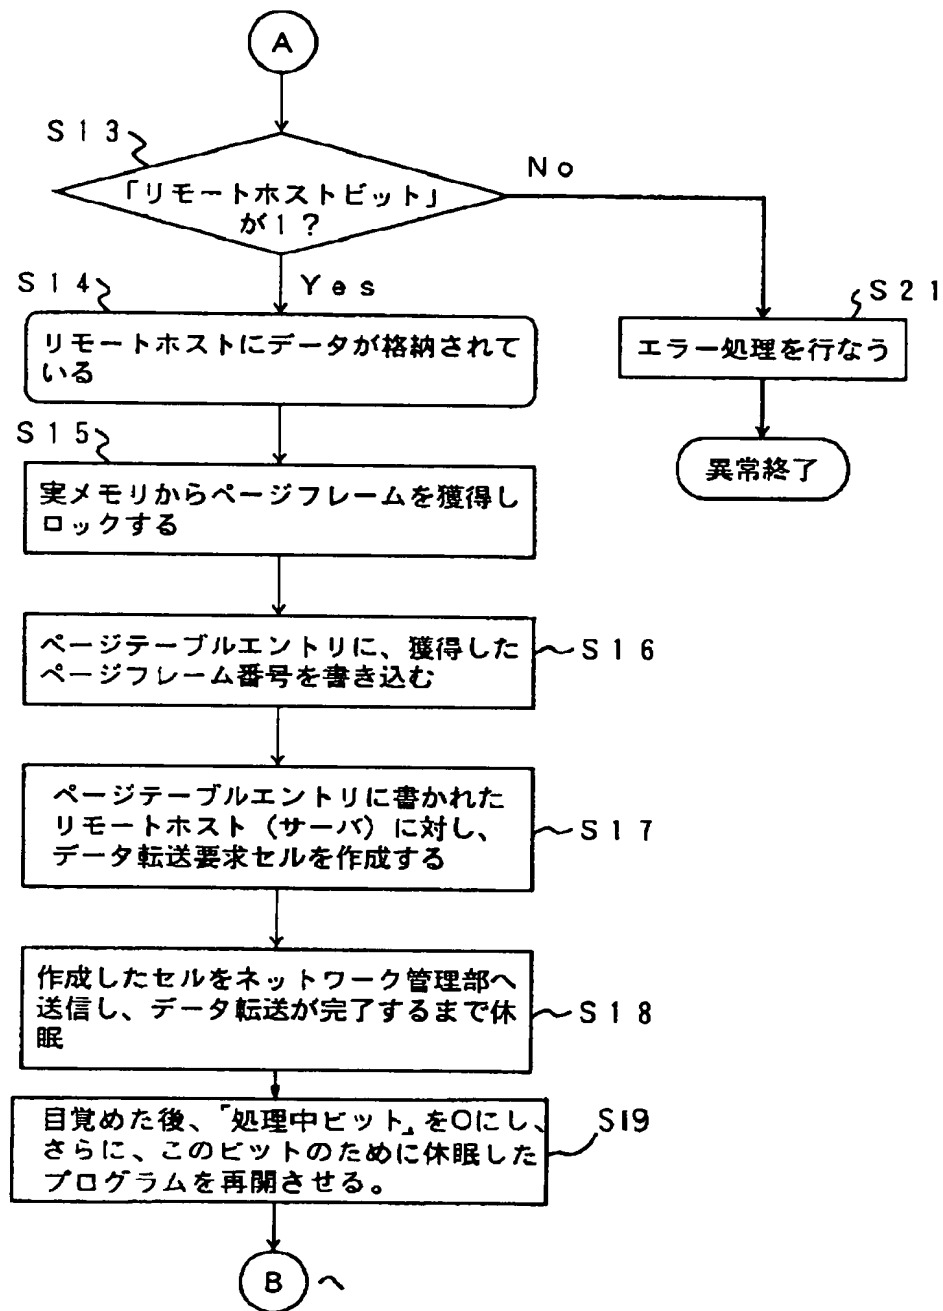 A
S13
「リモートホストビット」
が1?
No
Yes
S14
リモートホストにデータが格納されて
いる
S21
エラー処理を行なう
異常終了
S15
実メモリからページフレームを獲得し
ロックする
ページテーブルエントリに、獲得した
ページフレーム番号を書き込む
S16
ページテーブルエントリに書かれた
リモートホスト(サーバ)に対し、
データ転送要求セルを作成する
S17
作成したセルをネットワーク管理部へ
送信し、データ転送が完了するまで休
眠
S18
目覚めた後、「処理中ビット」を0にし、
さらに、このビットのために休眠した
プログラムを再開させる。
S19
B へ